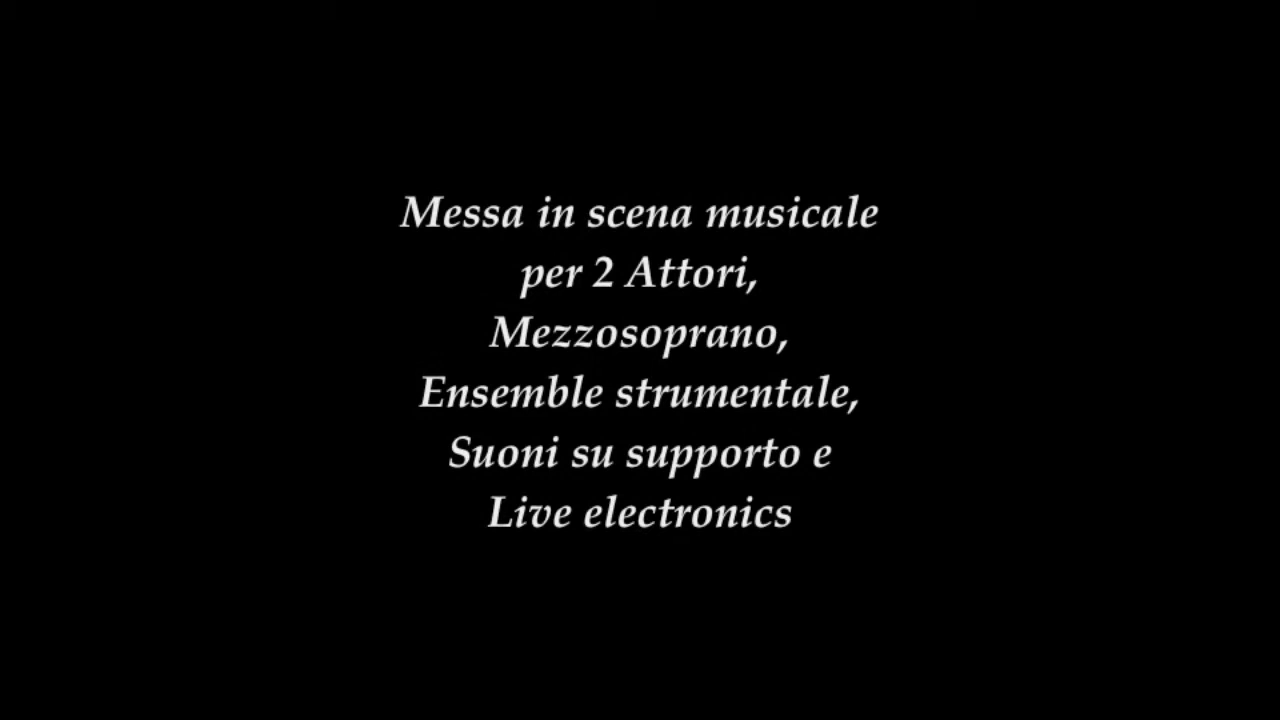 Messa in scena musicale
per 2 Attori,
Mezzosoprano,
Ensemble strumentale,
Suoni su supporto e
Live electronics